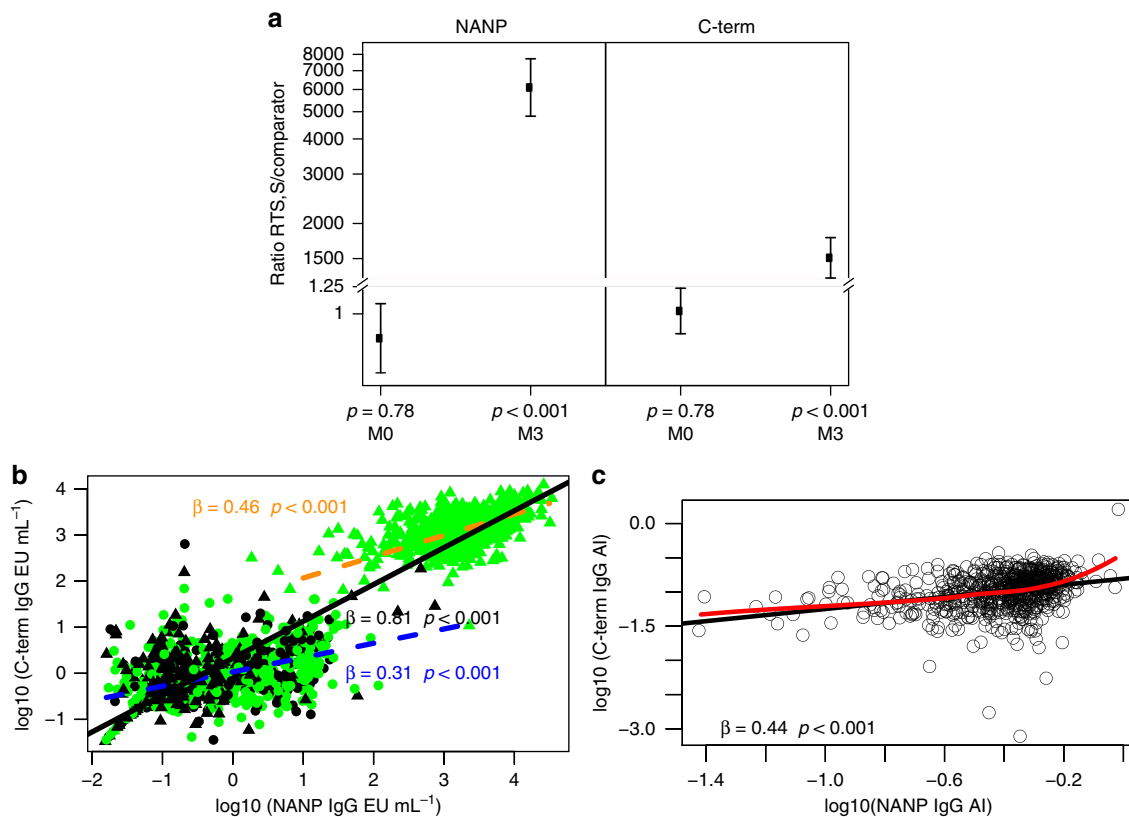 a
NANP C-term
Ratio RTS,S/comparator
8000
7000
6000
5000
4000
3000
2000
1500
1.25
1
p = 0.78 p < 0.001 p = 0.78 p < 0.001
M0 M3 M0 M3
b
log10 (C-term IgG EU mL⁻¹)
4
3
2
1
0
−1
β = 0.46 p < 0.001
β = 0.81 p < 0.001
β = 0.31 p < 0.001
−2 −1 0 1 2 3 4
log10 (NANP IgG EU mL⁻¹)
c
log10 (C-term IgG AI)
0.0
−1.5
−3.0
β = 0.44 p < 0.001
−1.4 −1.0 −0.6 −0.2
log10(NANP IgG AI)